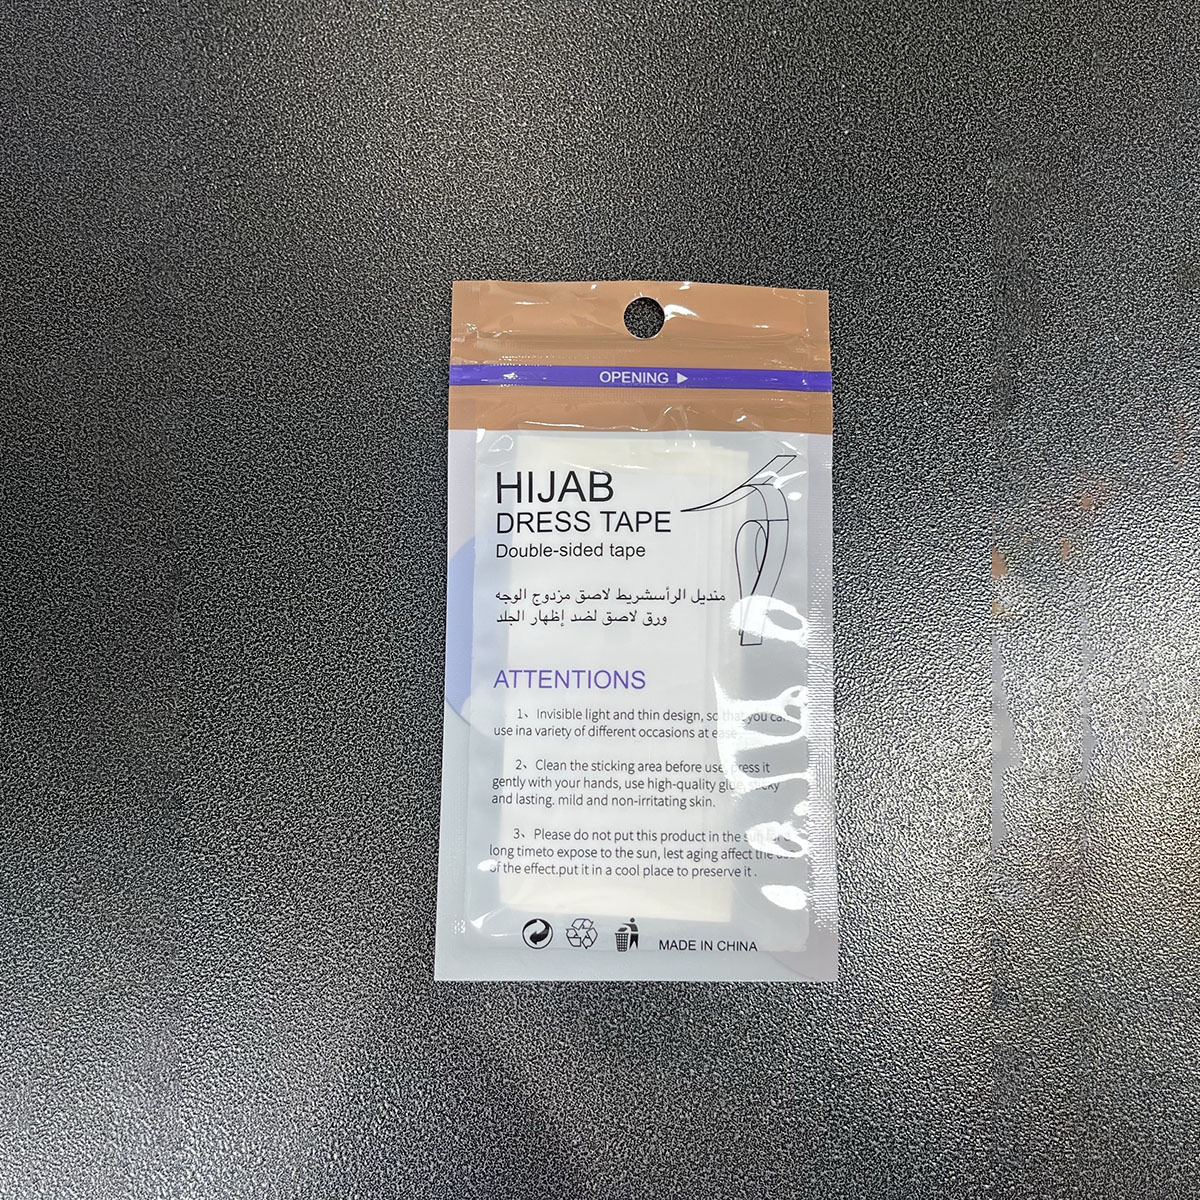 OPENING ▶
HIJAB
DRESS TAPE
Double-sided tape
منديل الرأسشريط لاصق مزدوج الوجه
ورق لاصق لضد إظهار الجلد
ATTENTIONS
1、Invisible light and thin design, so that you can
use ina variety of different occasions at ease
2、Clean the sticking area before use, press it
gently with your hands, use high-quality glue, sticky
and lasting. mild and non-irritating skin.
3、Please do not put this product in the sun for a
long timeto expose to the sun, lest aging affect the use
of the effect.put it in a cool place to preserve it .
MADE IN CHINA